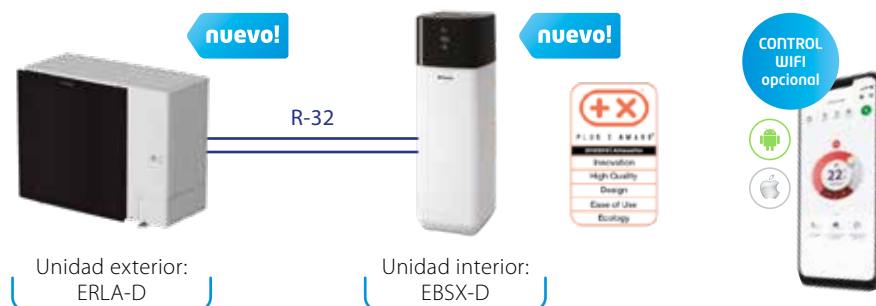 nuevo!
nuevo!
CONTROL
WIFI
opcional
R-32
PLUS X AWARD
Innovation
High Quality
Design
Ease of Use
Ecology
22
Unidad exterior:
ERLA-D
Unidad interior:
EBSX-D